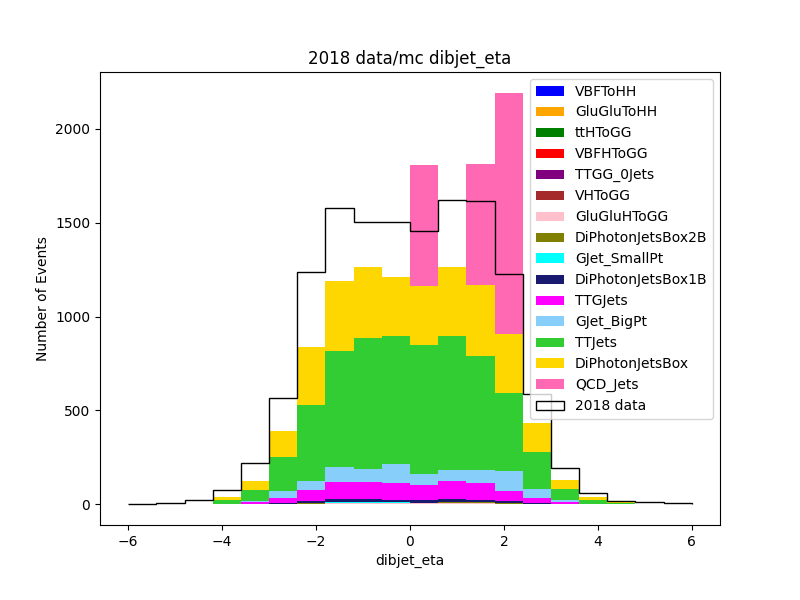 2018 data/mc dibjet_eta
Number of Events
2000
1500
1000
500
0
−6
−4
−2
0
2
4
6
dibjet_eta
VBFToHH
GluGluToHH
ttHToGG
VBFHToGG
TTGG_0Jets
VHToGG
GluGluHToGG
DiPhotonJetsBox2B
GJet_SmallPt
DiPhotonJetsBox1B
TTGJets
GJet_BigPt
TTJets
DiPhotonJetsBox
QCD_Jets
2018 data